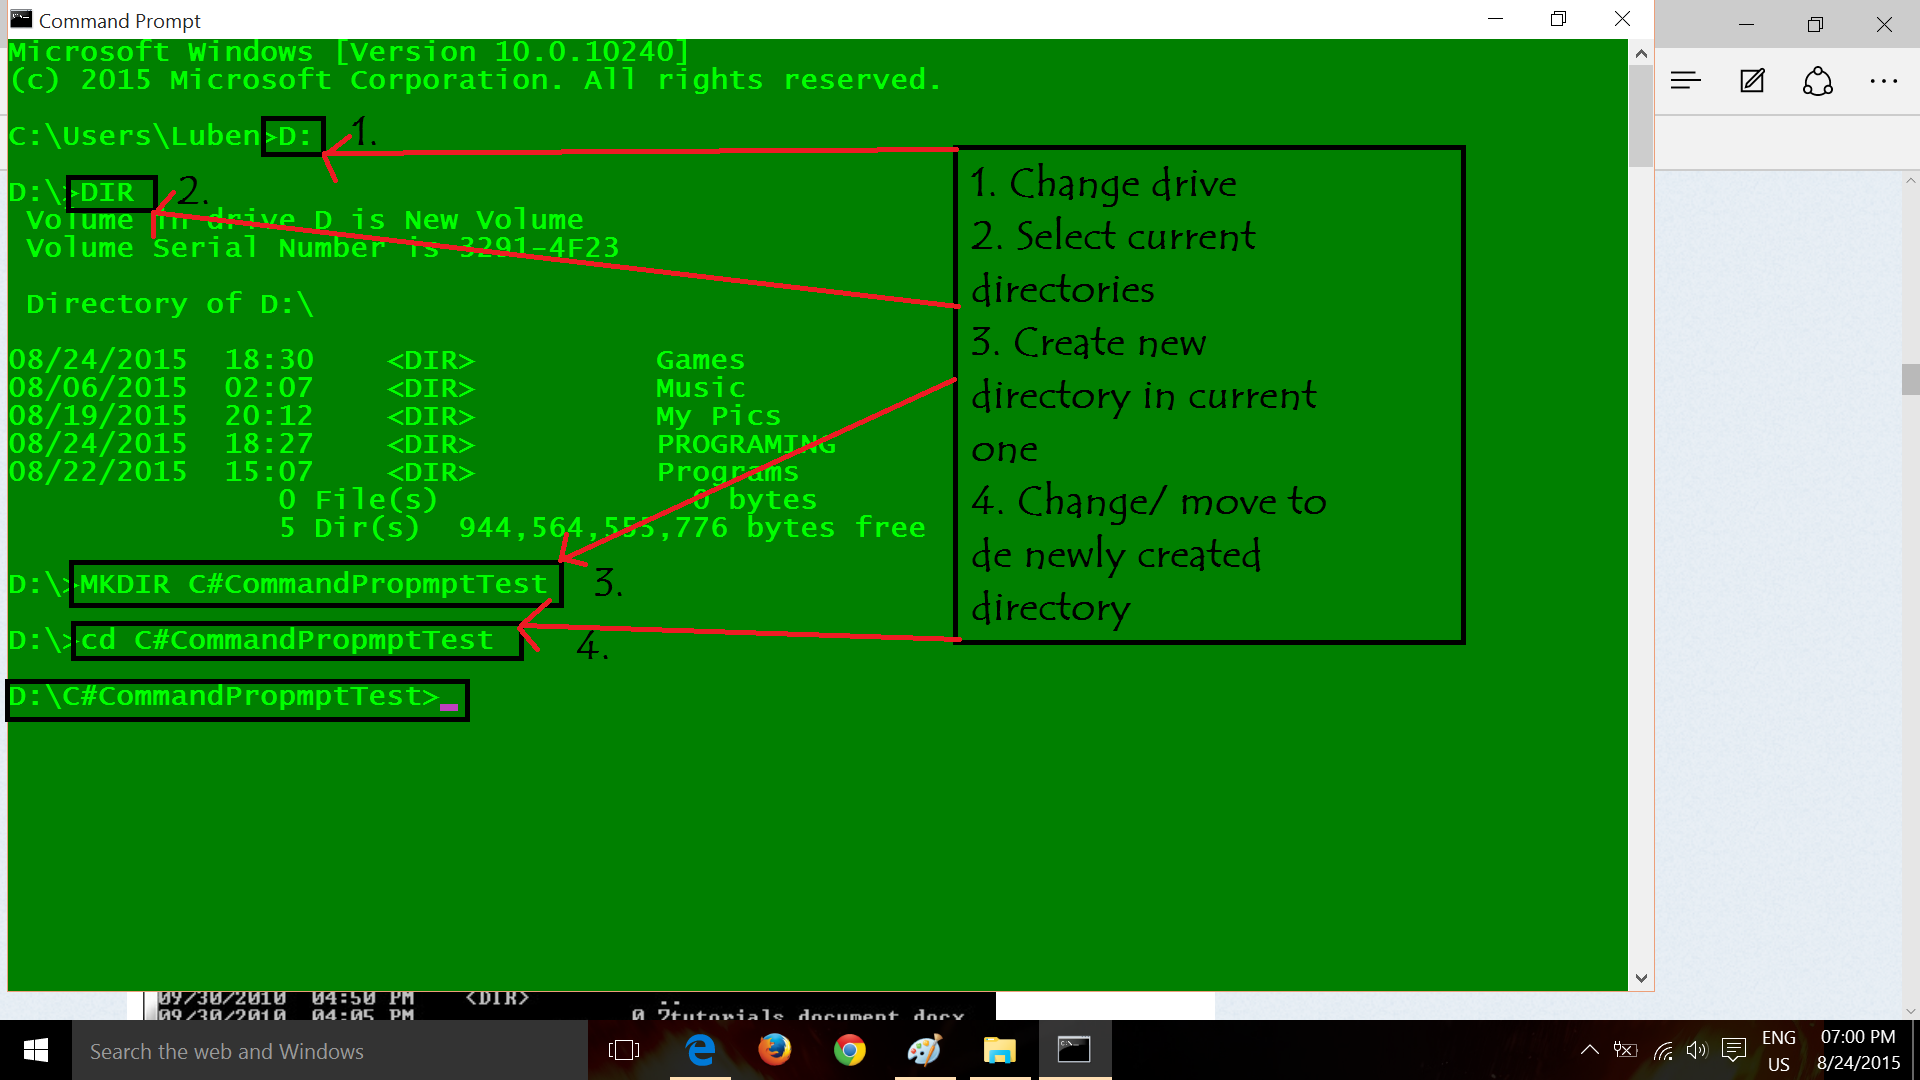 Command Prompt
Microsoft Windows [Version 10.0.10240]
(c) 2015 Microsoft Corporation. All rights reserved.
C:\Users\Luben>D:
1.
D:\>DIR
2.
Volume in drive D is New Volume
Volume Serial Number is 3291-4F23
Directory of D:\
08/24/2015 18:30 <DIR> Games
08/06/2015 02:07 <DIR> Music
08/19/2015 20:12 <DIR> My Pics
08/24/2015 18:27 <DIR> PROGRAMING
08/22/2015 15:07 <DIR> Programs
0 File(s) 0 bytes
5 Dir(s) 944,564,555,776 bytes free
D:\>MKDIR C#CommandPropmptTest
3.
D:\>cd C#CommandPropmptTest
4.
D:\C#CommandPropmptTest>
1. Change drive
2. Select current
directories
3. Create new
directory in current
one
4. Change/ move to
de newly created
directory
09/30/2010 04:50 PM <DIR> ..
09/30/2010 04:05 PM 0 7tutorials document.docx
Search the web and Windows
ENG
US
07:00 PM
8/24/2015